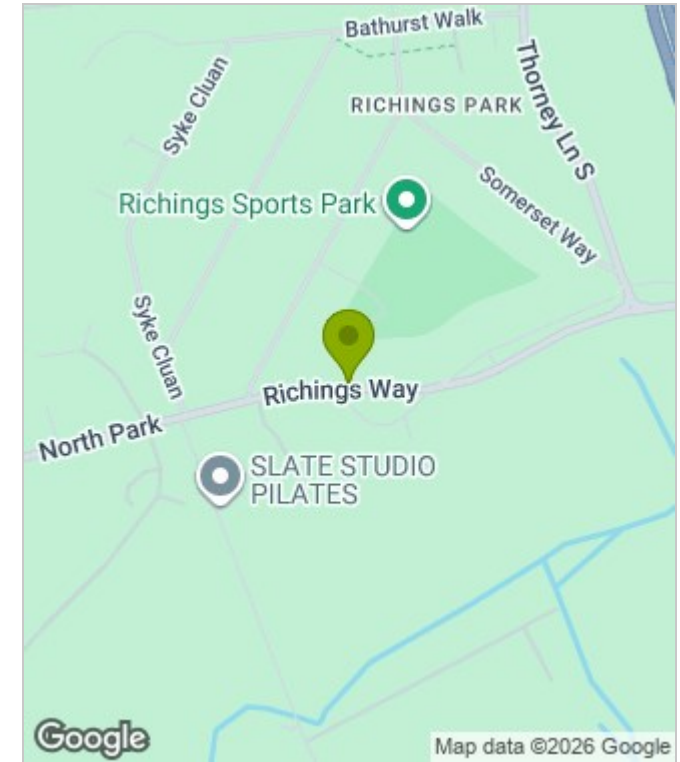 Bathurst Walk
Syke Cluan
RICHINGS PARK
Thorney Ln S
Richings Sports Park
Somerset Way
Syke Cluan
Richings Way
North Park
SLATE STUDIO
PILATES
Google
Map data ©2026 Google